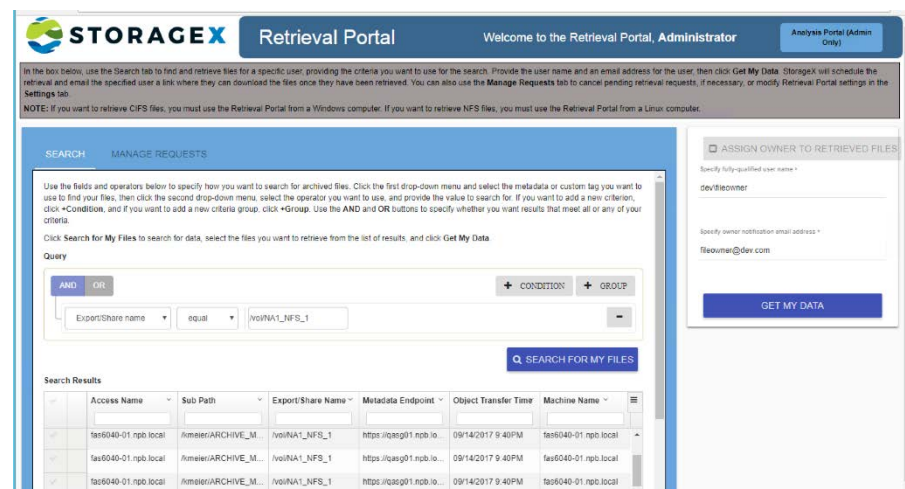 STORAGEX
Retrieval Portal
Welcome to the Retrieval Portal, Administrator
Analysis Portal (Admin
Only)
In the box below, use the Search tab to find and retrieve files for a specific user, providing the criteria you want to use for the search. Provide the user name and an email address for the user, then click Get My Data. StorageX will schedule the
retrieval and email the specified user a link where they can download the files once they have been retrieved. You can also use the Manage Requests tab to cancel pending retrieval requests, if necessary, or modify Retrieval Portal settings in the
Settings tab.
NOTE: If you want to retrieve CIFS files, you must use the Retrieval Portal from a Windows computer. If you want to retrieve NFS files, you must use the Retrieval Portal from a Linux computer.
SEARCH MANAGE REQUESTS
Use the fields and operators below to specify how you want to search for archived files. Click the first drop-down menu and select the metadata or custom tag you want to
use to find your files, then click the second drop-down menu, select the operator you want to use, and provide the value to search for. If you want to add a new criterion,
click +Condition, and if you want to add a new criteria group, click +Group. Use the AND and OR buttons to specify whether you want results that meet all or any of your
criteria.
Click Search for My Files to search for data, select the files you want to retrieve from the list of results, and click Get My Data.
Query
AND OR + CONDITION + GROUP
Export/Share name equal /vol/NA1_NFS_1 -
SEARCH FOR MY FILES
Search Results
Access Name Sub Path Export/Share Name Metadata Endpoint Object Transfer Time Machine Name
fas6040-01.npb.local /kmeier/ARCHIVE_M... /vol/NA1_NFS_1 https://qasg01.npb.lo... 09/14/2017 9:40PM fas6040-01.npb.local
fas6040-01.npb.local /kmeier/ARCHIVE_M... /vol/NA1_NFS_1 https://qasg01.npb.lo... 09/14/2017 9:40PM fas6040-01.npb.local
fas6040-01.npb.local /kmeier/ARCHIVE_M... /vol/NA1_NFS_1 https://qasg01.npb.lo... 09/14/2017 9:40PM fas6040-01.npb.local
ASSIGN OWNER TO RETRIEVED FILES
Specify fully-qualified user name *
dev\fileowner
Specify owner notification email address *
fileowner@dev.com
GET MY DATA